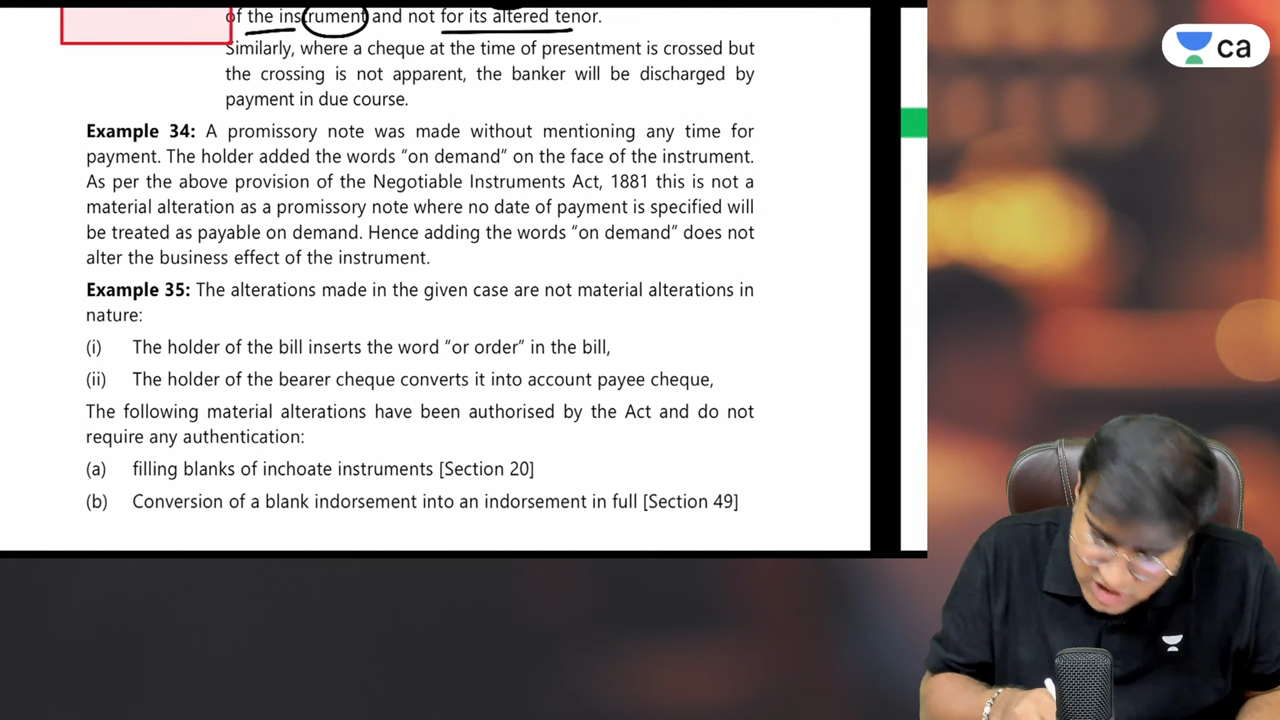 of the instrument and not for its altered tenor.
Similarly, where a cheque at the time of presentment is crossed but
the crossing is not apparent, the banker will be discharged by
payment in due course.
Example 34: A promissory note was made without mentioning any time for
payment. The holder added the words “on demand” on the face of the instrument.
As per the above provision of the Negotiable Instruments Act, 1881 this is not a
material alteration as a promissory note where no date of payment is specified will
be treated as payable on demand. Hence adding the words “on demand” does not
alter the business effect of the instrument.
Example 35: The alterations made in the given case are not material alterations in
nature:
(i) The holder of the bill inserts the word “or order” in the bill,
(ii) The holder of the bearer cheque converts it into account payee cheque,
The following material alterations have been authorised by the Act and do not
require any authentication:
(a) filling blanks of inchoate instruments [Section 20]
(b) Conversion of a blank indorsement into an indorsement in full [Section 49]
ca